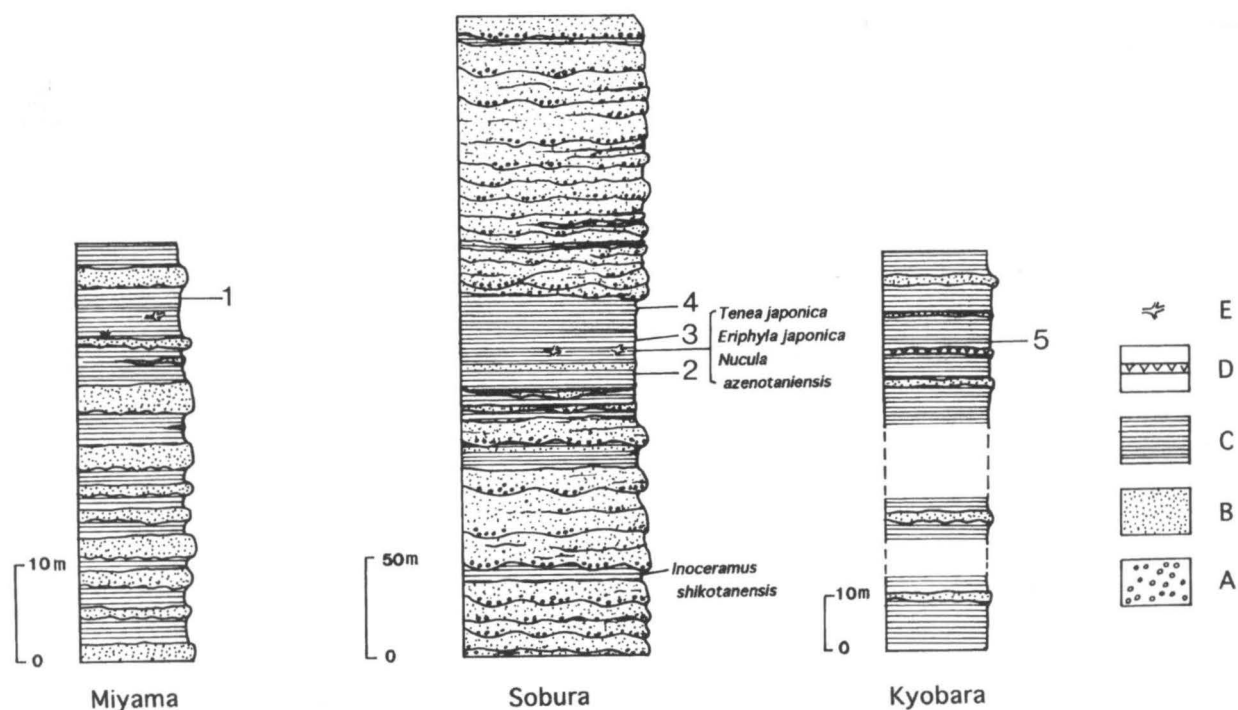 1
10m
0
Miyama
4
3
2
Tenea japonica
Eriphyla japonica
Nucula
azenotaniensis
Inoceramus
shikotanensis
50m
0
Sobura
5
10m
0
Kyobara
E
D
C
B
A